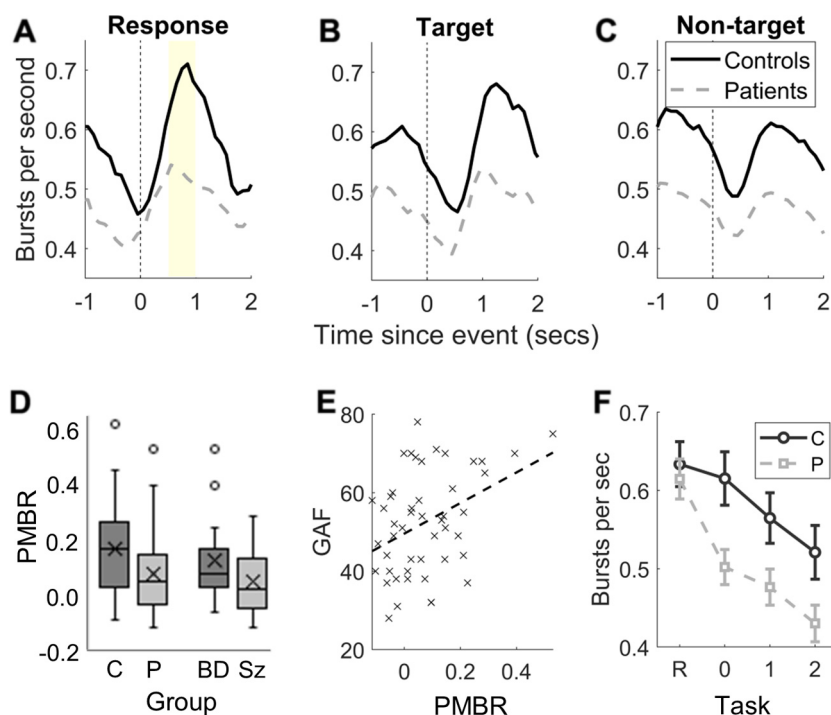 A Response
B Target
C Non-target
Controls
Patients
Bursts per second
0.7
0.6
0.5
0.4
-1 0 1 2
-1 0 1 2
-1 0 1 2
0.7
0.6
0.5
0.4
0.7
0.6
0.5
0.4
Time since event (secs)
D
PMBR
0.6
0.4
0.2
0.0
-0.2
C P BD Sz
Group
E
GAF
80
60
40
20
0 0.2 0.4
PMBR
F
C
P
Bursts per sec
0.7
0.6
0.5
0.4
R 0 1 2
Task